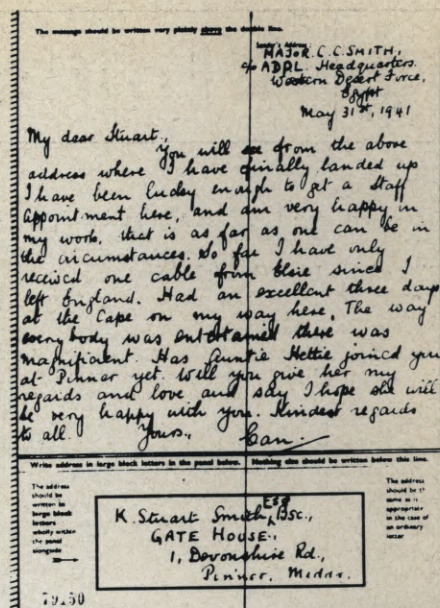 The message should be written very plainly above the double line.
Sender's Address
MAJOR. C.C. SMITH,
c/o ADPL. Headquarters.
Western Desert Force,
Egypt
May 31st, 1941
My dear Stuart,
You will see from the above
address where I have finally landed up
I have been lucky enough to get a Staff
Appointment here, and am very happy in
my work, that is as far as one can be in
the circumstances. So far I have only
received one cable from Elsie since I
left England. Had an excellent three days
at the Cape on my way here. The way
everybody was entertained there was
magnificent. Has Auntie Hettie joined you
at Pinner yet. Will you give her my
regards and love and say I hope she will
be very happy with you. Kindest regards
to all. Yours,
Write address in large block letters in the panel below. Nothing else should be written below this line.
The address
should be
written in
large block
letters
wholly within
the panel
alongside
K. Stuart Smith, Esq BSc.,
GATE HOUSE.,
1, Devonshire Rd.,
Pinner. Middx.
The address
should be
same as is
appropriate
in the case of
an ordinary
letter
79150